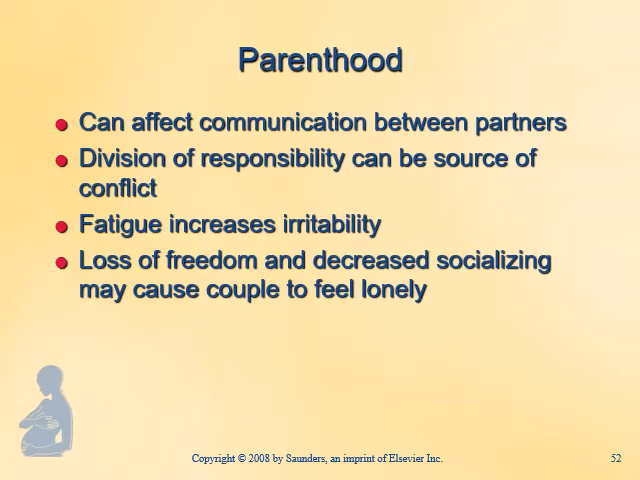 Parenthood
Can affect communication between partners
Division of responsibility can be source of
conflict
Fatigue increases irritability
Loss of freedom and decreased socializing
may cause couple to feel lonely
Copyright © 2008 by Saunders, an imprint of Elsevier Inc.
52